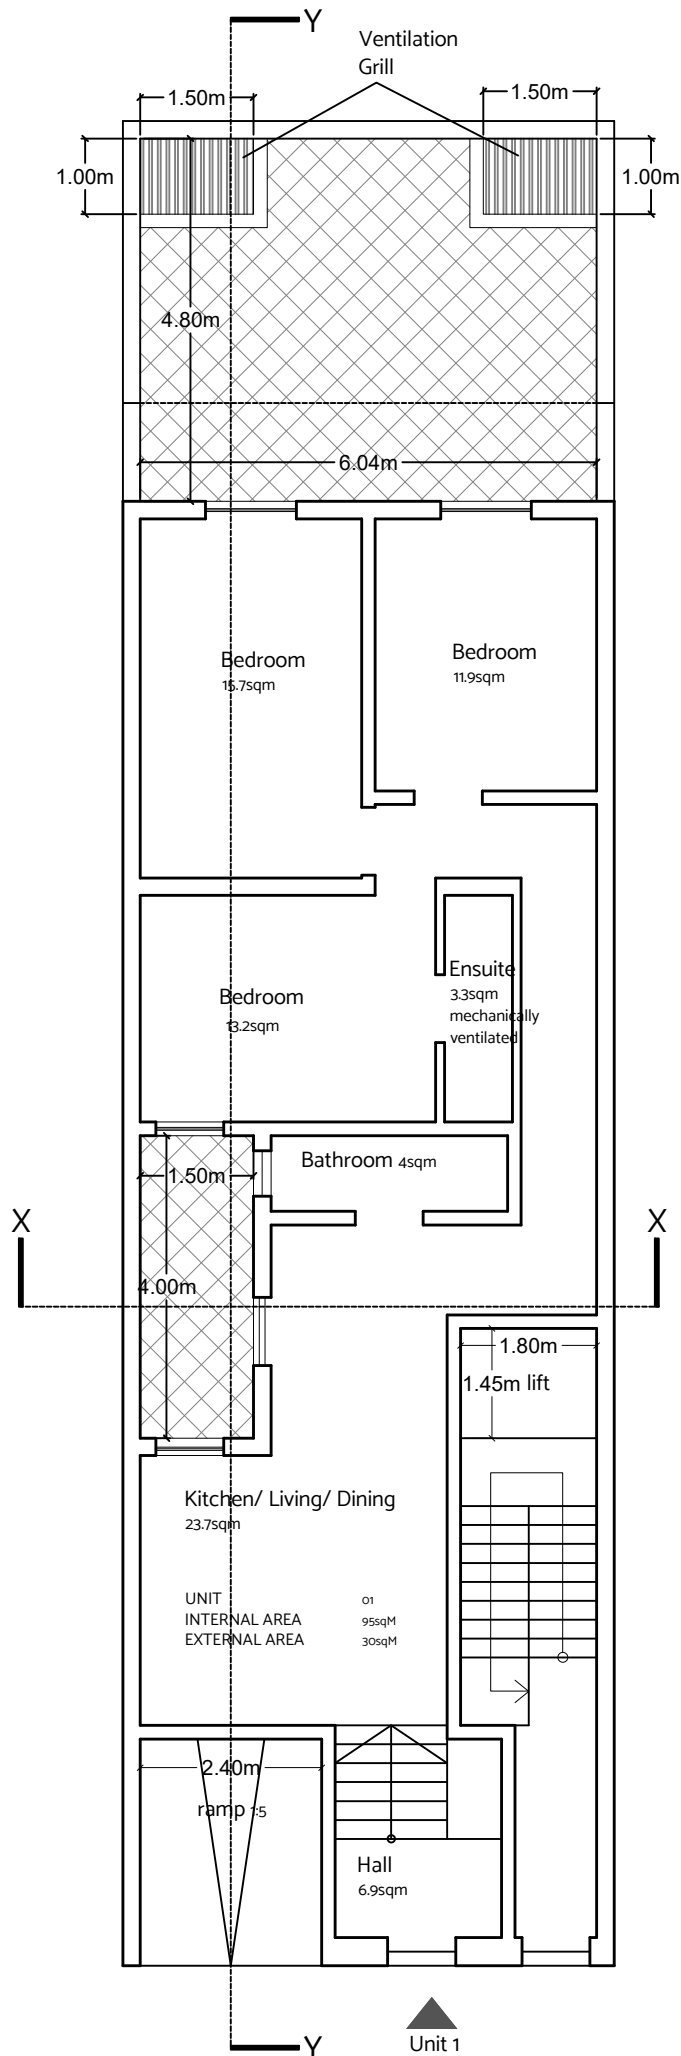 Y
Ventilation
Grill
1.50m
1.50m
1.00m
1.00m
4.80m
6.04m
Bedroom
15.7sqm
Bedroom
11.9sqm
Bedroom
13.2sqm
Ensuite
3.3sqm
mechanically
ventilated
Bathroom 4sqm
1.50m
X
X
4.00m
1.80m
1.45m lift
Kitchen/ Living/ Dining
23.7sqm
UNIT 01
INTERNAL AREA 95sqM
EXTERNAL AREA 30sqM
2.40m
ramp 1:5
Hall
6.9sqm
Y
Unit 1